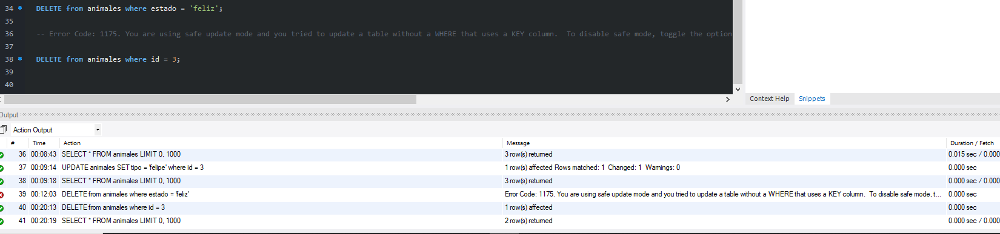 34 DELETE from animales where estado = 'feliz';
35
36 -- Error Code: 1175. You are using safe update mode and you tried to update a table without a WHERE that uses a KEY column.  To disable safe mode, toggle the option
37
38 DELETE from animales where id = 3;
39
40
Context Help Snippets
Output
Action Output
# Time Action Message Duration / Fetch
36 00:08:43 SELECT * FROM animales LIMIT 0, 1000 3 row(s) returned 0.015 sec / 0.000
37 00:09:14 UPDATE animales SET tipo = 'felipe' where id = 3 1 row(s) affected Rows matched: 1  Changed: 1  Warnings: 0 0.000 sec
38 00:09:18 SELECT * FROM animales LIMIT 0, 1000 3 row(s) returned 0.000 sec / 0.000
39 00:12:03 DELETE from animales where estado = 'feliz' Error Code: 1175. You are using safe update mode and you tried to update a table without a WHERE that uses a KEY column.  To disable safe mode, t... 0.000 sec
40 00:20:13 DELETE from animales where id = 3 1 row(s) affected 0.000 sec
41 00:20:19 SELECT * FROM animales LIMIT 0, 1000 2 row(s) returned 0.000 sec / 0.000